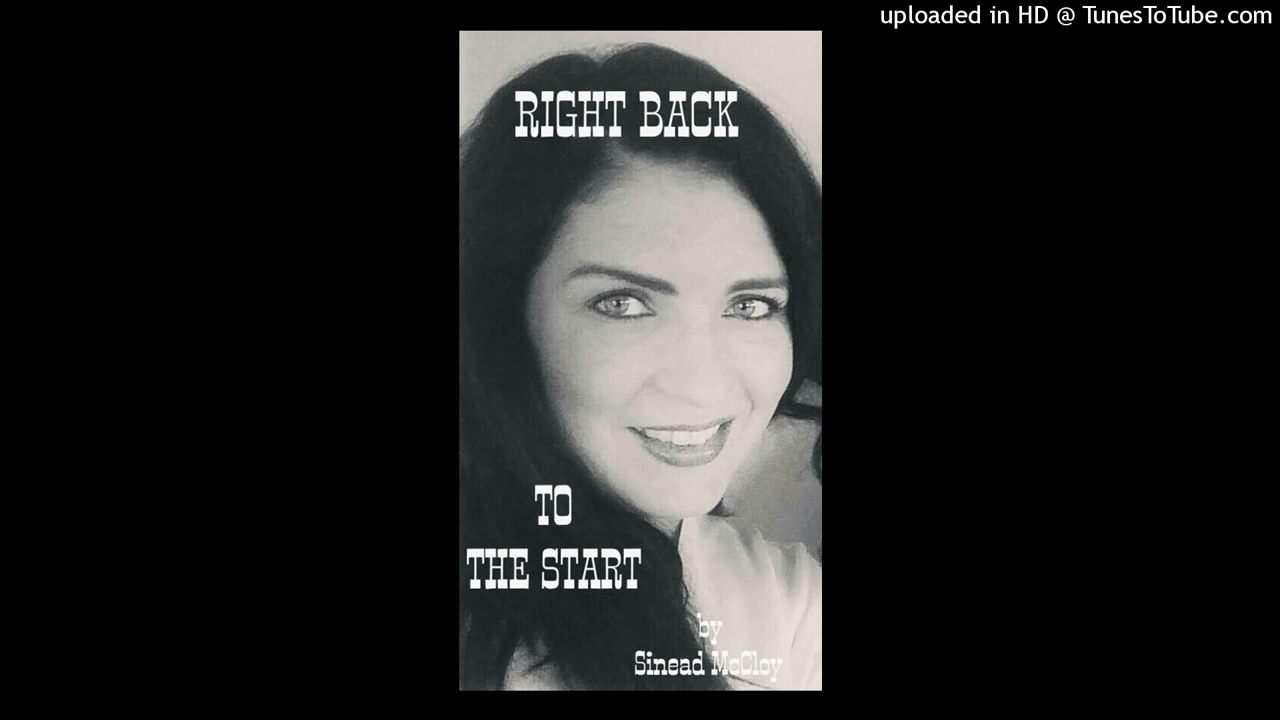 uploaded in HD @ TunesToTube.com
RIGHT BACK
TO
THE START
by
Sinead McCloy